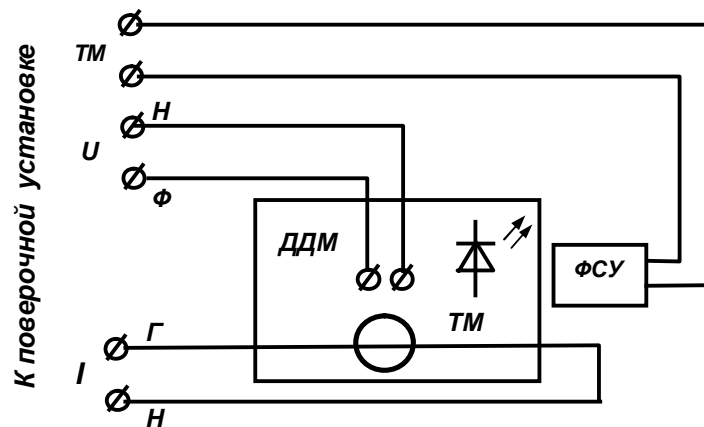 К поверочной установке
ТМ
Н
U
Ф
ДДМ
ФСУ
ТМ
Г
I
Н